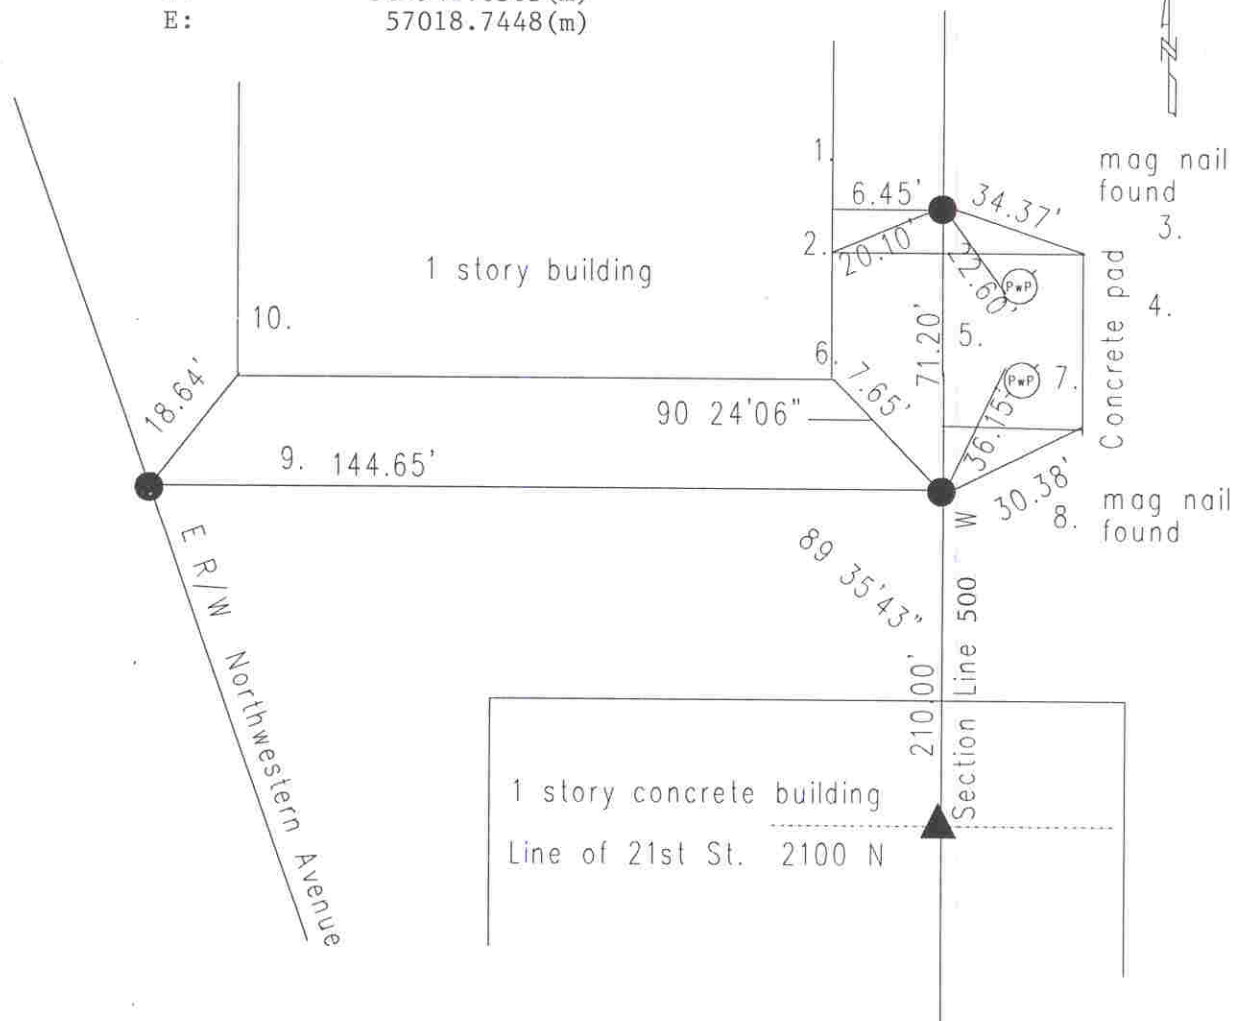 E: 57018.7448(m)
N
1.
mag nail
found
6.45'
34.37'
3.
2.
20.10'
22.60'
1 story building
PwP
Concrete pad
4.
10.
71.20'
5.
6.
7.65'
PwP
7.
18.64'
90 24'06"
36.15'
9. 144.65'
30.38'
mag nail
found
8.
W
89 35'43"
E R/W Northwestern Avenue
Section Line 500
210.00'
1 story concrete building
Line of 21st St. 2100 N